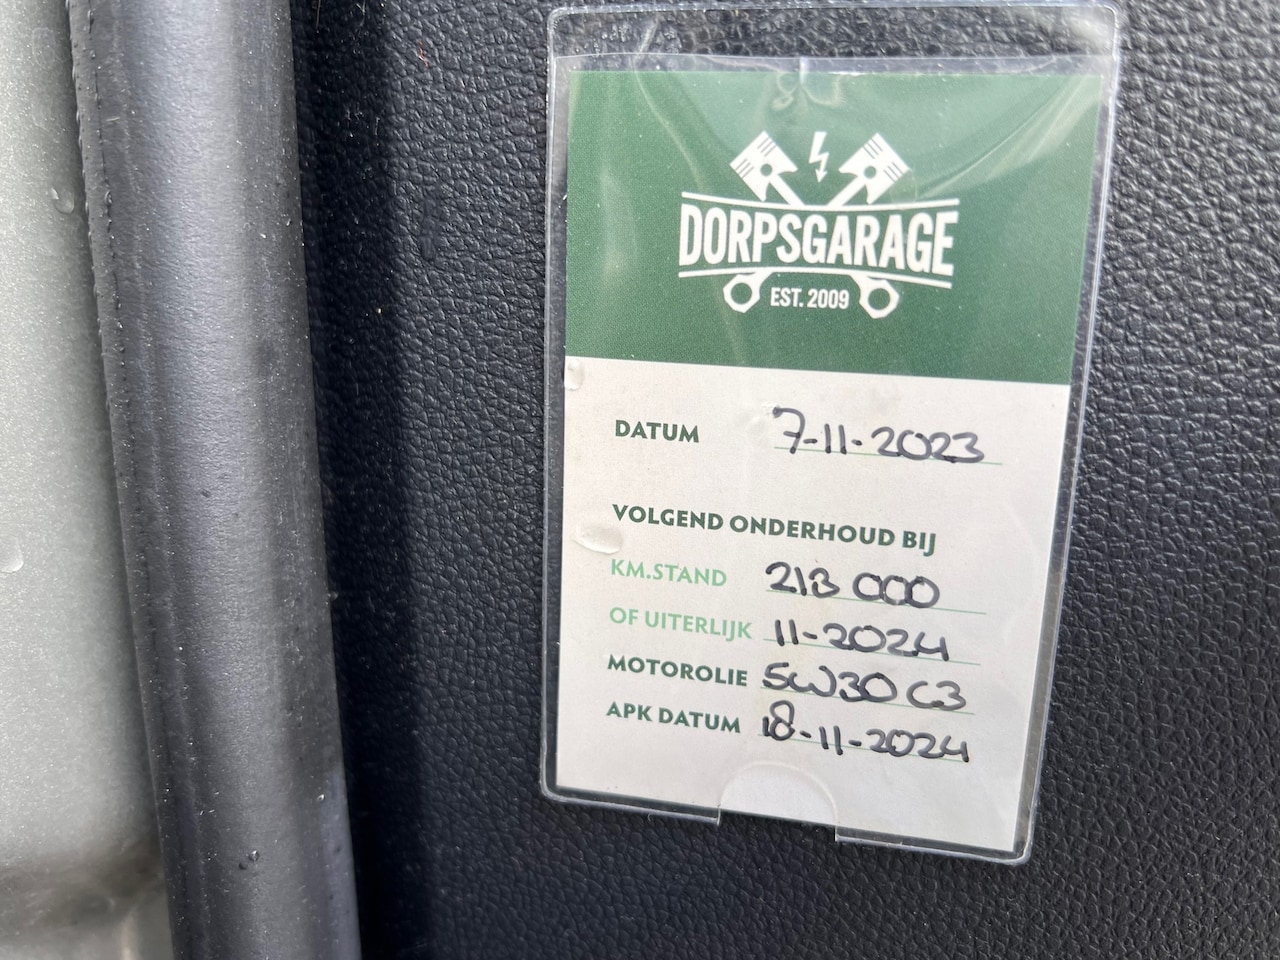 DORPSGARAGE
EST. 2009
DATUM 7-11-2023
VOLGEND ONDERHOUD BIJ
KM.STAND 213 000
OF UITERLIJK 11-2024
MOTOROLIE 5W30 C3
APK DATUM 18-11-2024